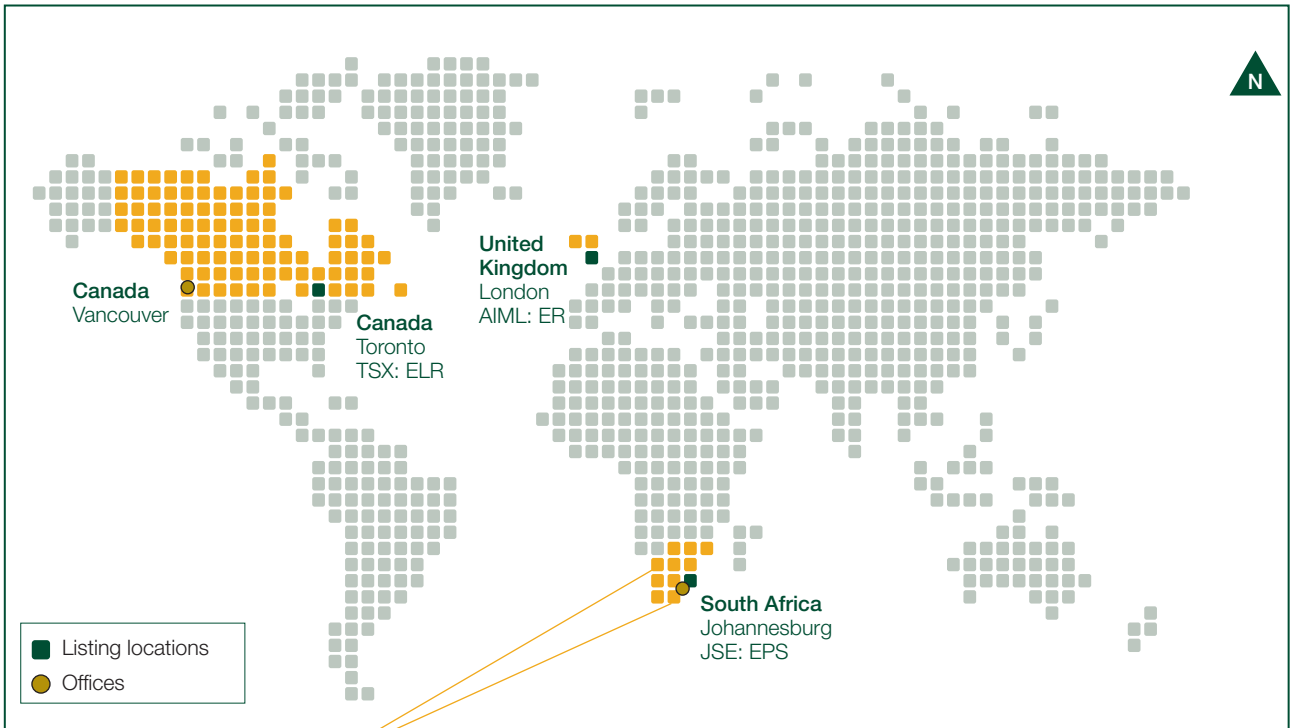 N
United
Kingdom
London
AIML: ER
Canada
Vancouver
Canada
Toronto
TSX: ELR
South Africa
Johannesburg
JSE: EPS
Listing locations
Offices